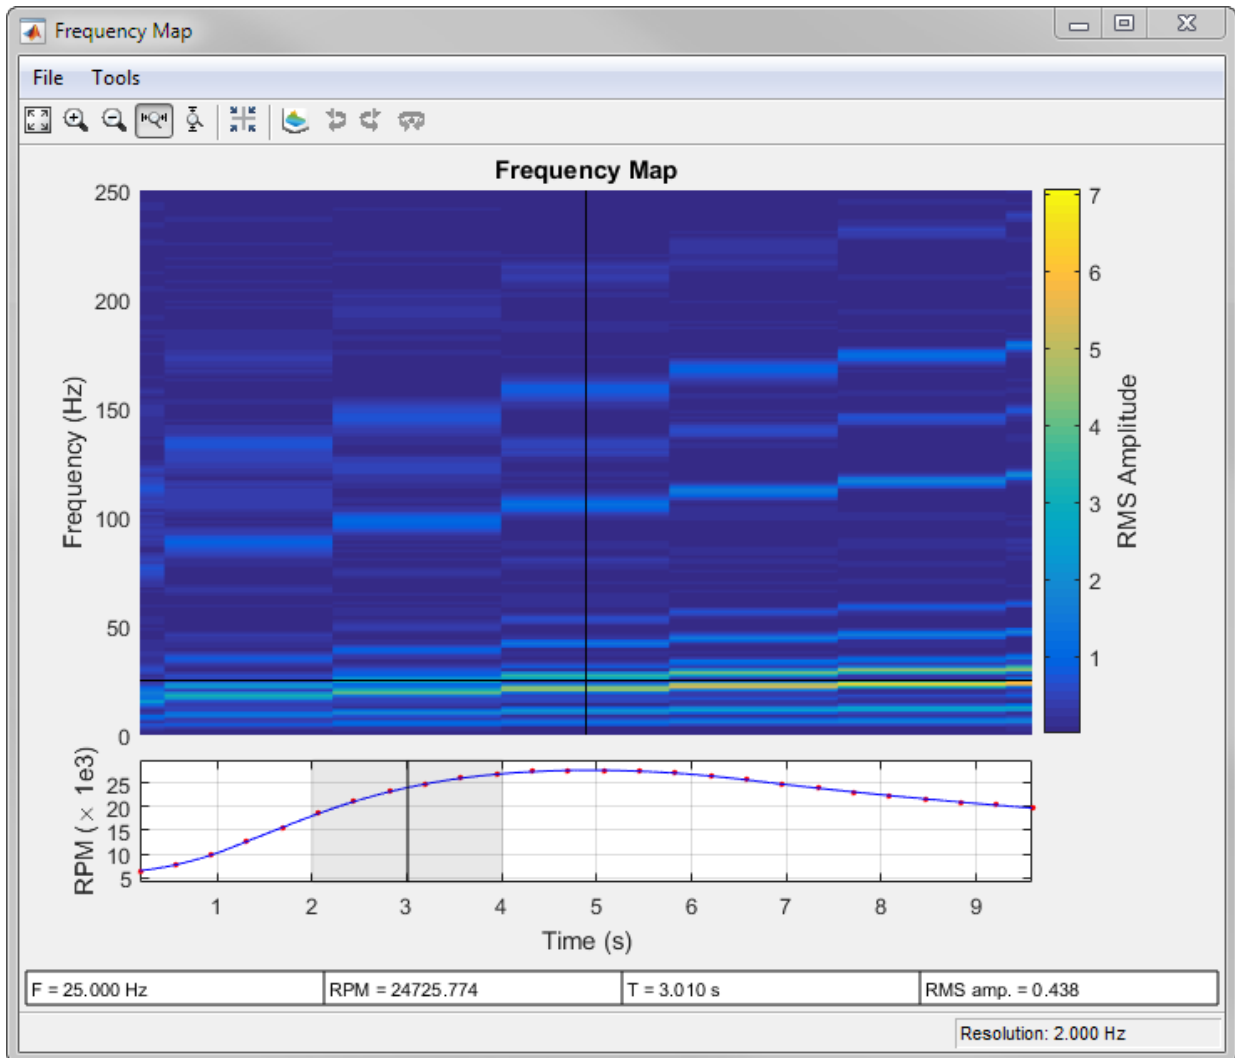 Frequency Map
File Tools
Frequency Map
250
200
150
100
50
0
Frequency (Hz)
7
6
5
4
3
2
1
RMS Amplitude
25
20
15
10
5
RPM ( × 1e3)
1 2 3 4 5 6 7 8 9
Time (s)
F = 25.000 Hz RPM = 24725.774 T = 3.010 s RMS amp. = 0.438
Resolution: 2.000 Hz